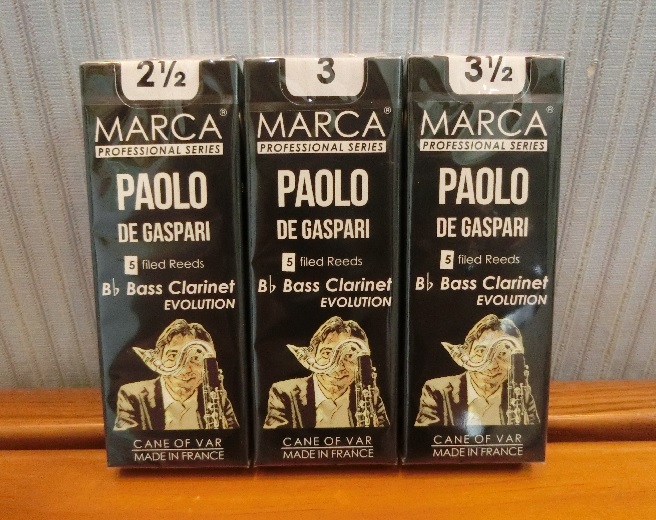 2½
MARCA®
PROFESSIONAL SERIES
PAOLO
DE GASPARI
5 filed Reeds
B♭ Bass Clarinet
EVOLUTION
CANE OF VAR
MADE IN FRANCE
3
MARCA®
PROFESSIONAL SERIES
PAOLO
DE GASPARI
5 filed Reeds
B♭ Bass Clarinet
EVOLUTION
CANE OF VAR
MADE IN FRANCE
3½
MARCA®
PROFESSIONAL SERIES
PAOLO
DE GASPARI
5 filed Reeds
B♭ Bass Clarinet
EVOLUTION
CANE OF VAR
MADE IN FRANCE